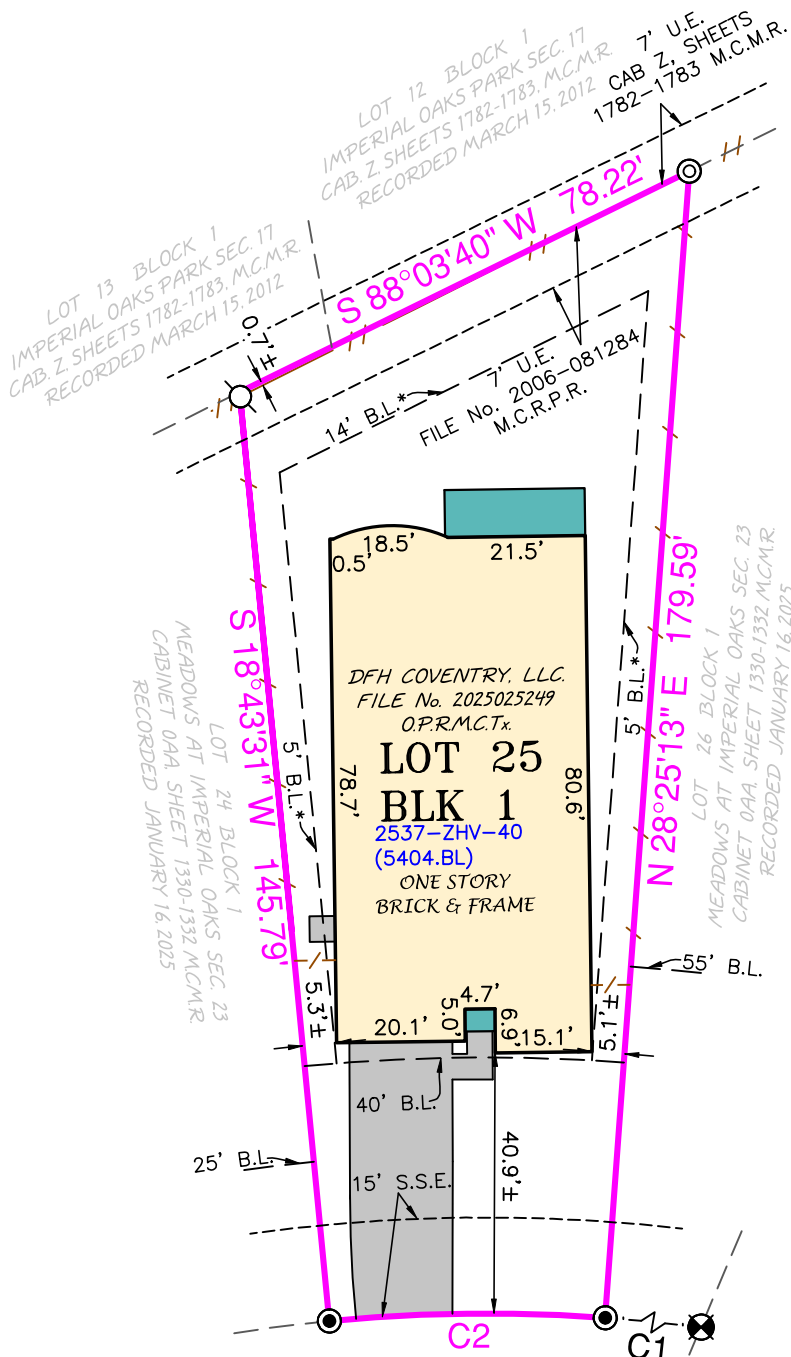 7' U.E.
CAB Z, SHEETS
1782-1783 M.C.M.R.
LOT 12 BLOCK 1
IMPERIAL OAKS PARK SEC. 17
CAB. Z. SHEETS 1782-1783, M.C.M.R.
RECORDED MARCH 15, 2012
LOT 13 BLOCK 1
IMPERIAL OAKS PARK SEC. 17
CAB. Z. SHEETS 1782-1783, M.C.M.R.
RECORDED MARCH 15, 2012
S 88°03'40" W 78.22'
0.7'±
14' B.L.*
7' U.E.
FILE No. 2006-081284
M.C.R.P.R.
18.5'
0.5'
21.5'
S 18°43'31" W 145.79'
N 28°25'13" E 179.59'
5' B.L.*
5' B.L.*
MEADOWS AT IMPERIAL OAKS SEC. 23
LOT 24 BLOCK 1
CABINET 0AA, SHEET 1330-1332 M.C.M.R.
RECORDED JANUARY 16, 2025
LOT 26 BLOCK 1
MEADOWS AT IMPERIAL OAKS SEC. 23
CABINET 0AA, SHEET 1330-1332 M.C.M.R.
RECORDED JANUARY 16, 2025
DFH COVENTRY, LLC.
FILE No. 2025025249
O.P.R.M.C.Tx.
LOT 25
BLK 1
2537-ZHV-40
(5404.BL)
ONE STORY
BRICK & FRAME
78.7'
80.6'
5.3'±
20.1'
5.0'
4.7'
6.9'
15.1'
5.1'±
55' B.L.
40' B.L.
25' B.L.
15' S.S.E.
40.9'±
C2
C1